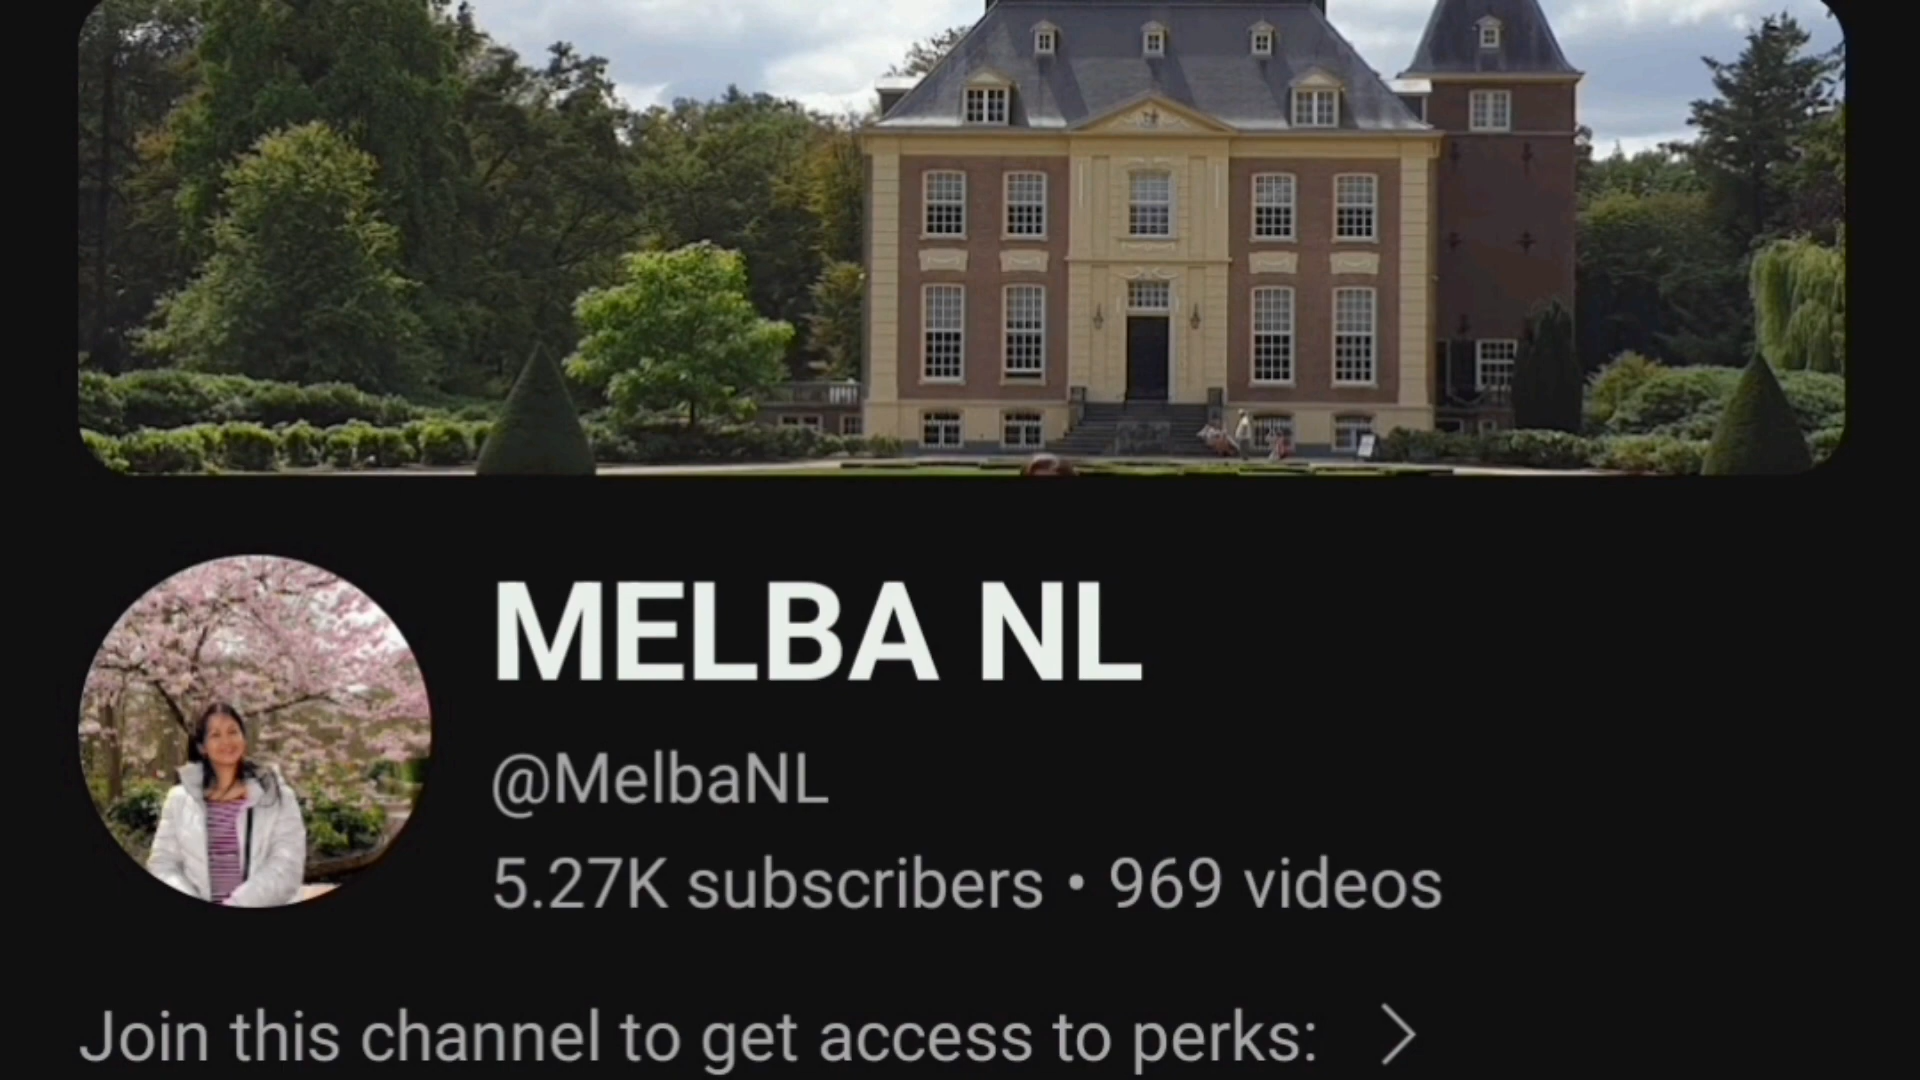 MELBA NL
@MelbaNL
5.27K subscribers • 969 videos
Join this channel to get access to perks: